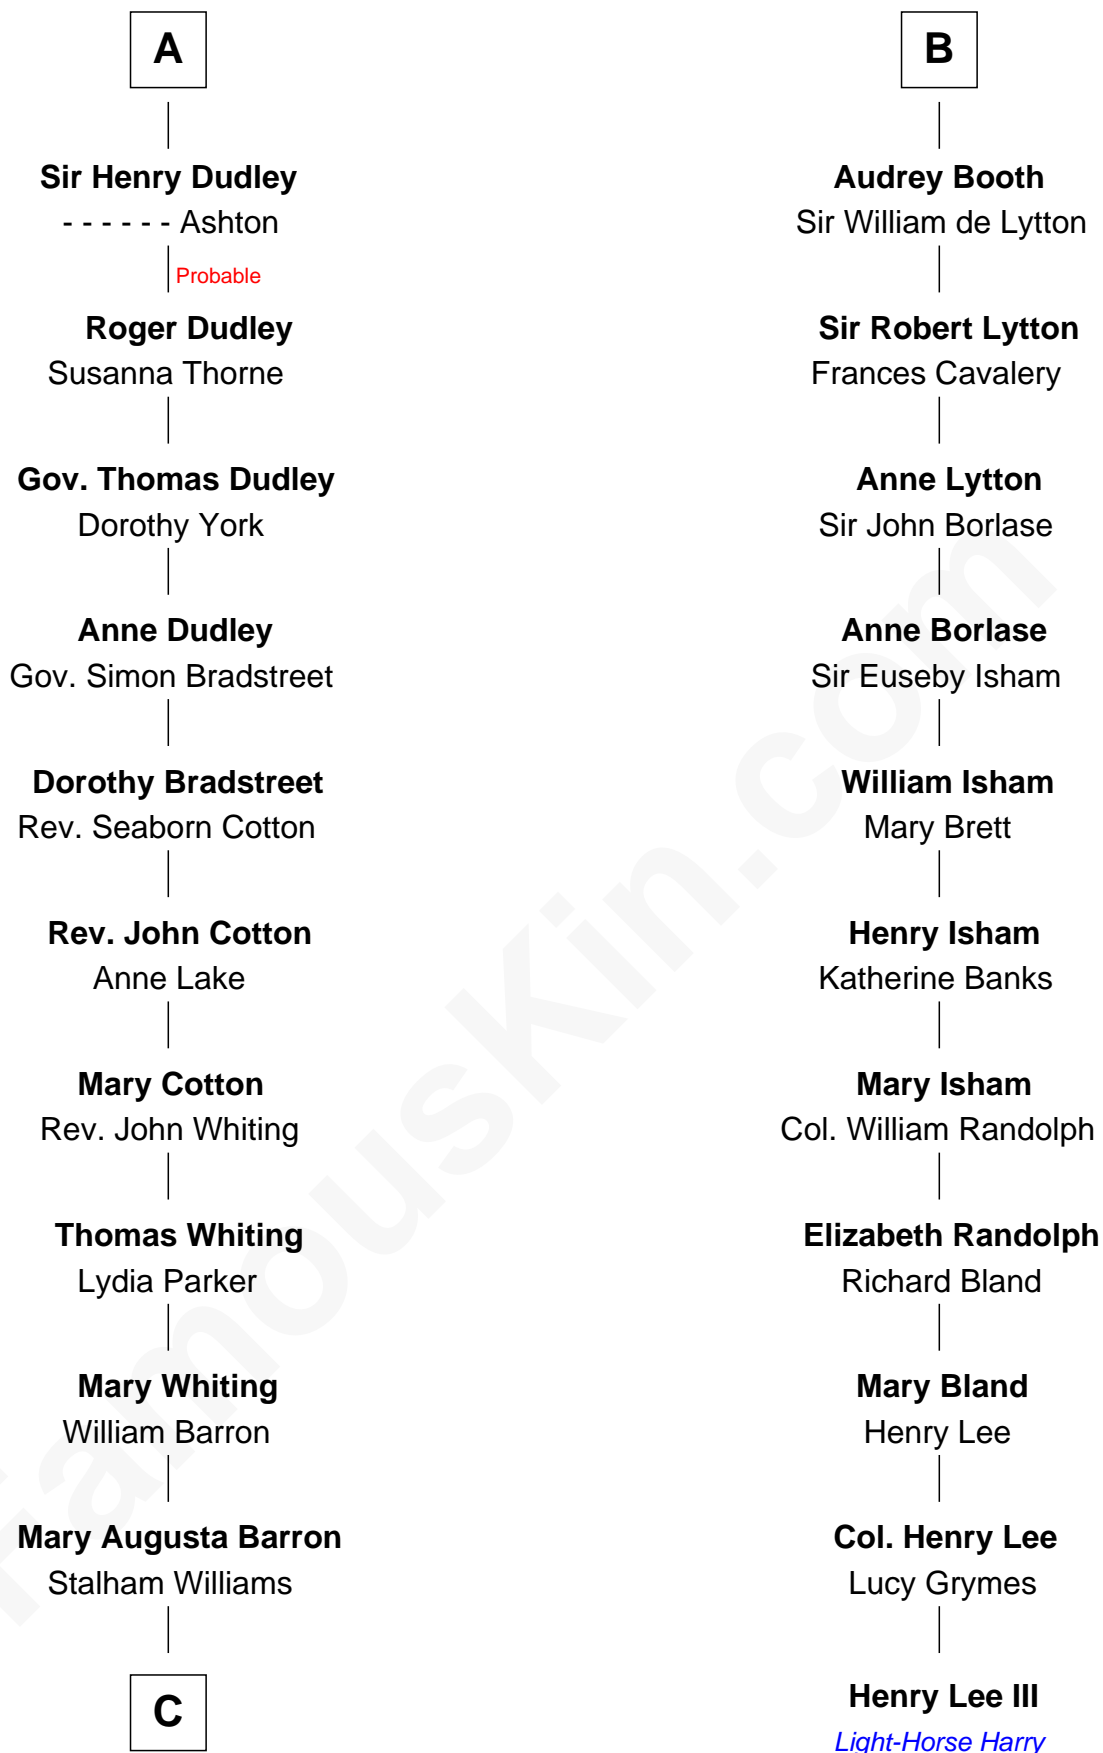 A
Sir Henry Dudley
- - - - - - Ashton
Probable
Roger Dudley
Susanna Thorne
Gov. Thomas Dudley
Dorothy York
Anne Dudley
Gov. Simon Bradstreet
Dorothy Bradstreet
Rev. Seaborn Cotton
Rev. John Cotton
Anne Lake
Mary Cotton
Rev. John Whiting
Thomas Whiting
Lydia Parker
Mary Whiting
William Barron
Mary Augusta Barron
Stalham Williams
C
B
Audrey Booth
Sir William de Lytton
Sir Robert Lytton
Frances Cavalery
Anne Lytton
Sir John Borlase
Anne Borlase
Sir Euseby Isham
William Isham
Mary Brett
Henry Isham
Katherine Banks
Mary Isham
Col. William Randolph
Elizabeth Randolph
Richard Bland
Mary Bland
Henry Lee
Col. Henry Lee
Lucy Grymes
Henry Lee III
Light-Horse Harry
FamousKin.com